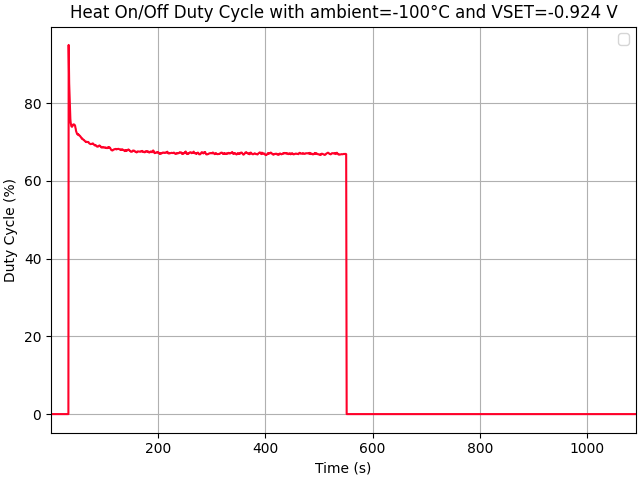 Heat On/Off Duty Cycle with ambient=-100°C and VSET=-0.924 V
80
60
40
20
0
Duty Cycle (%)
200 400 600 800 1000
Time (s)